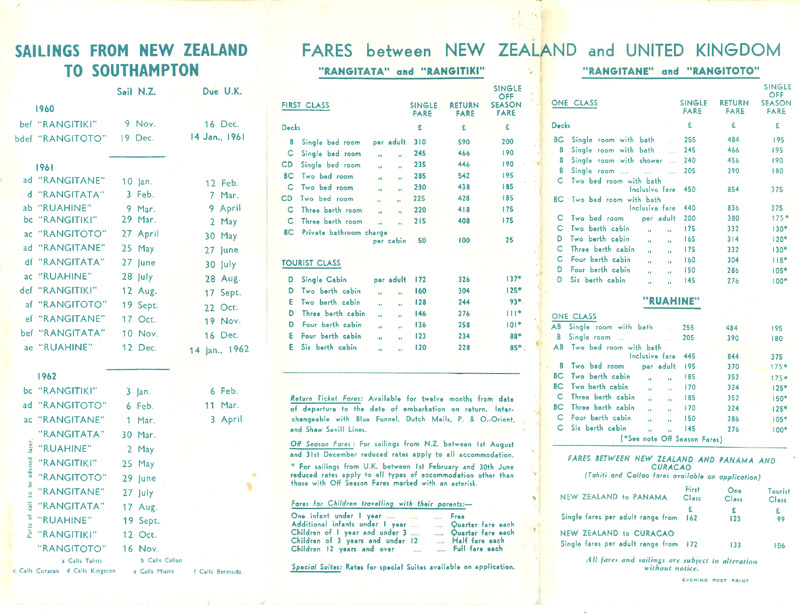 SAILINGS FROM NEW ZEALAND
TO SOUTHAMPTON
Sail N.Z. Due U.K.
1960
bef "RANGITIKI" 9 Nov. 16 Dec.
bdef "RANGITOTO" 19 Dec. 14 Jan., 1961
1961
ad "RANGITANE" 10 Jan. 12 Feb.
d "RANGITATA" 3 Feb. 7 Mar.
ab "RUAHINE" 9 Mar. 9 April
bc "RANGITIKI" 29 Mar. 2 May
ac "RANGITOTO" 27 April 30 May
ad "RANGITANE" 25 May 27 June
df "RANGITATA" 27 June 30 July
ac "RUAHINE" 28 July 28 Aug.
def "RANGITIKI" 12 Aug. 17 Sept.
af "RANGITOTO" 19 Sept. 22 Oct.
ef "RANGITANE" 17 Oct. 19 Nov.
bef "RANGITATA" 10 Nov. 16 Dec.
ae "RUAHINE" 12 Dec. 14 Jan., 1962
1962
bc "RANGITIKI" 3 Jan. 6 Feb.
ad "RANGITOTO" 6 Feb. 11 Mar.
ac "RANGITANE" 1 Mar. 3 April
"RANGITATA" 30 Mar.
"RUAHINE" 2 May
"RANGITIKI" 25 May
"RANGITOTO" 29 June
"RANGITANE" 27 July
"RANGITATA" 17 Aug.
"RUAHINE" 19 Sept.
"RANGITIKI" 12 Oct.
"RANGITOTO" 16 Nov.
Ports of call to be advised later.
a Calls Tahiti b Calls Callao
c Calls Curacao d Calls Kingston e Calls Miami f Calls Bermuda.
FARES between NEW ZEALAND and UNITED KINGDOM
"RANGITATA" and "RANGITIKI"
FIRST CLASS SINGLE FARE RETURN FARE SINGLE OFF SEASON FARE
Decks £ £ £
B Single bed room per adult 310 590 200
C Single bed room " " 245 466 190
CD Single bed room " " 235 446 190
BC Two bed room " " 285 542 195
C Two bed room " " 230 438 185
CD Two bed room " " 225 428 185
C Three berth room " " 220 418 175
C Three berth room " " 215 408 175
BC Private bathroom charge
per cabin 50 100 25
TOURIST CLASS
D Single Cabin per adult 172 326 137*
D Two berth cabin " " 160 304 125*
E Two berth cabin " " 128 244 93*
D Three berth cabin " " 146 276 111*
D Four berth cabin " " 136 258 101*
E Four berth cabin " " 123 234 88*
E Six berth cabin " " 120 228 85*
Return Ticket Fares: Available for twelve months from date
of departure to the date of embarkation on return. Inter-
changeable with Blue Funnel, Dutch Mails, P. & O.-Orient,
and Shaw Savill Lines.
Off Season Fares: For sailings from N.Z. between 1st August
and 31st December reduced rates apply to all accommodation.
* For sailings from U.K. between 1st February and 30th June
reduced rates apply to all types of accommodation other than
those with Off Season Fares marked with an asterisk.
Fares for Children travelling with their parents:—
One infant under 1 year .... .... Free
Additional infants under 1 year .... Quarter fare each
Children of 1 year and under 3 .... Quarter fare each
Children of 3 years and under 12 Half fare each
Children 12 years and over .... Full fare each
Special Suites: Rates for special Suites available on application.
"RANGITANE" and "RANGITOTO"
ONE CLASS SINGLE FARE RETURN FARE SINGLE OFF SEASON FARE
Decks £ £ £
BC Single room with bath .... 255 484 195
B Single room with bath .... 245 466 195
B Single room with shower .... 240 456 190
B Single room .... .... .... 205 390 180
C Two bed room with bath
Inclusive fare 450 854 375
BC Two bed room with bath
Inclusive fare 440 836 375
C Two bed room per adult 200 380 175*
C Two berth cabin " " 175 332 130*
D Two berth cabin " " 165 314 120*
C Three berth cabin " " 175 332 130*
C Four berth cabin " " 160 304 115*
D Four berth cabin " " 150 286 105*
D Six berth cabin " " 145 276 100*
"RUAHINE"
ONE CLASS
AB Single room with bath .... 255 484 195
B Single room .... .... .... 205 390 180
AB Two bed room with bath
Inclusive fare 445 844 375
B Two bed room per adult 195 370 175*
BC Two berth cabin " " 185 352 175*
BC Two berth cabin " " 170 324 125*
C Three berth cabin " " 185 352 150*
BC Three berth cabin " " 170 324 125*
C Four berth cabin " " 150 286 105*
C Six berth cabin " " 145 276 100*
(*See note Off Season Fares)
FARES BETWEEN NEW ZEALAND AND PANAMA AND
CURACAO
(Tahiti and Callao fares available on application)
First Class One Class Tourist Class
NEW ZEALAND to PANAMA £ £ £
Single fares per adult range from 162 123 99
NEW ZEALAND to CURACAO
Single fares per adult range from 172 133 106
All fares and sailings are subject to alteration
without notice.
EVENING POST PRINT